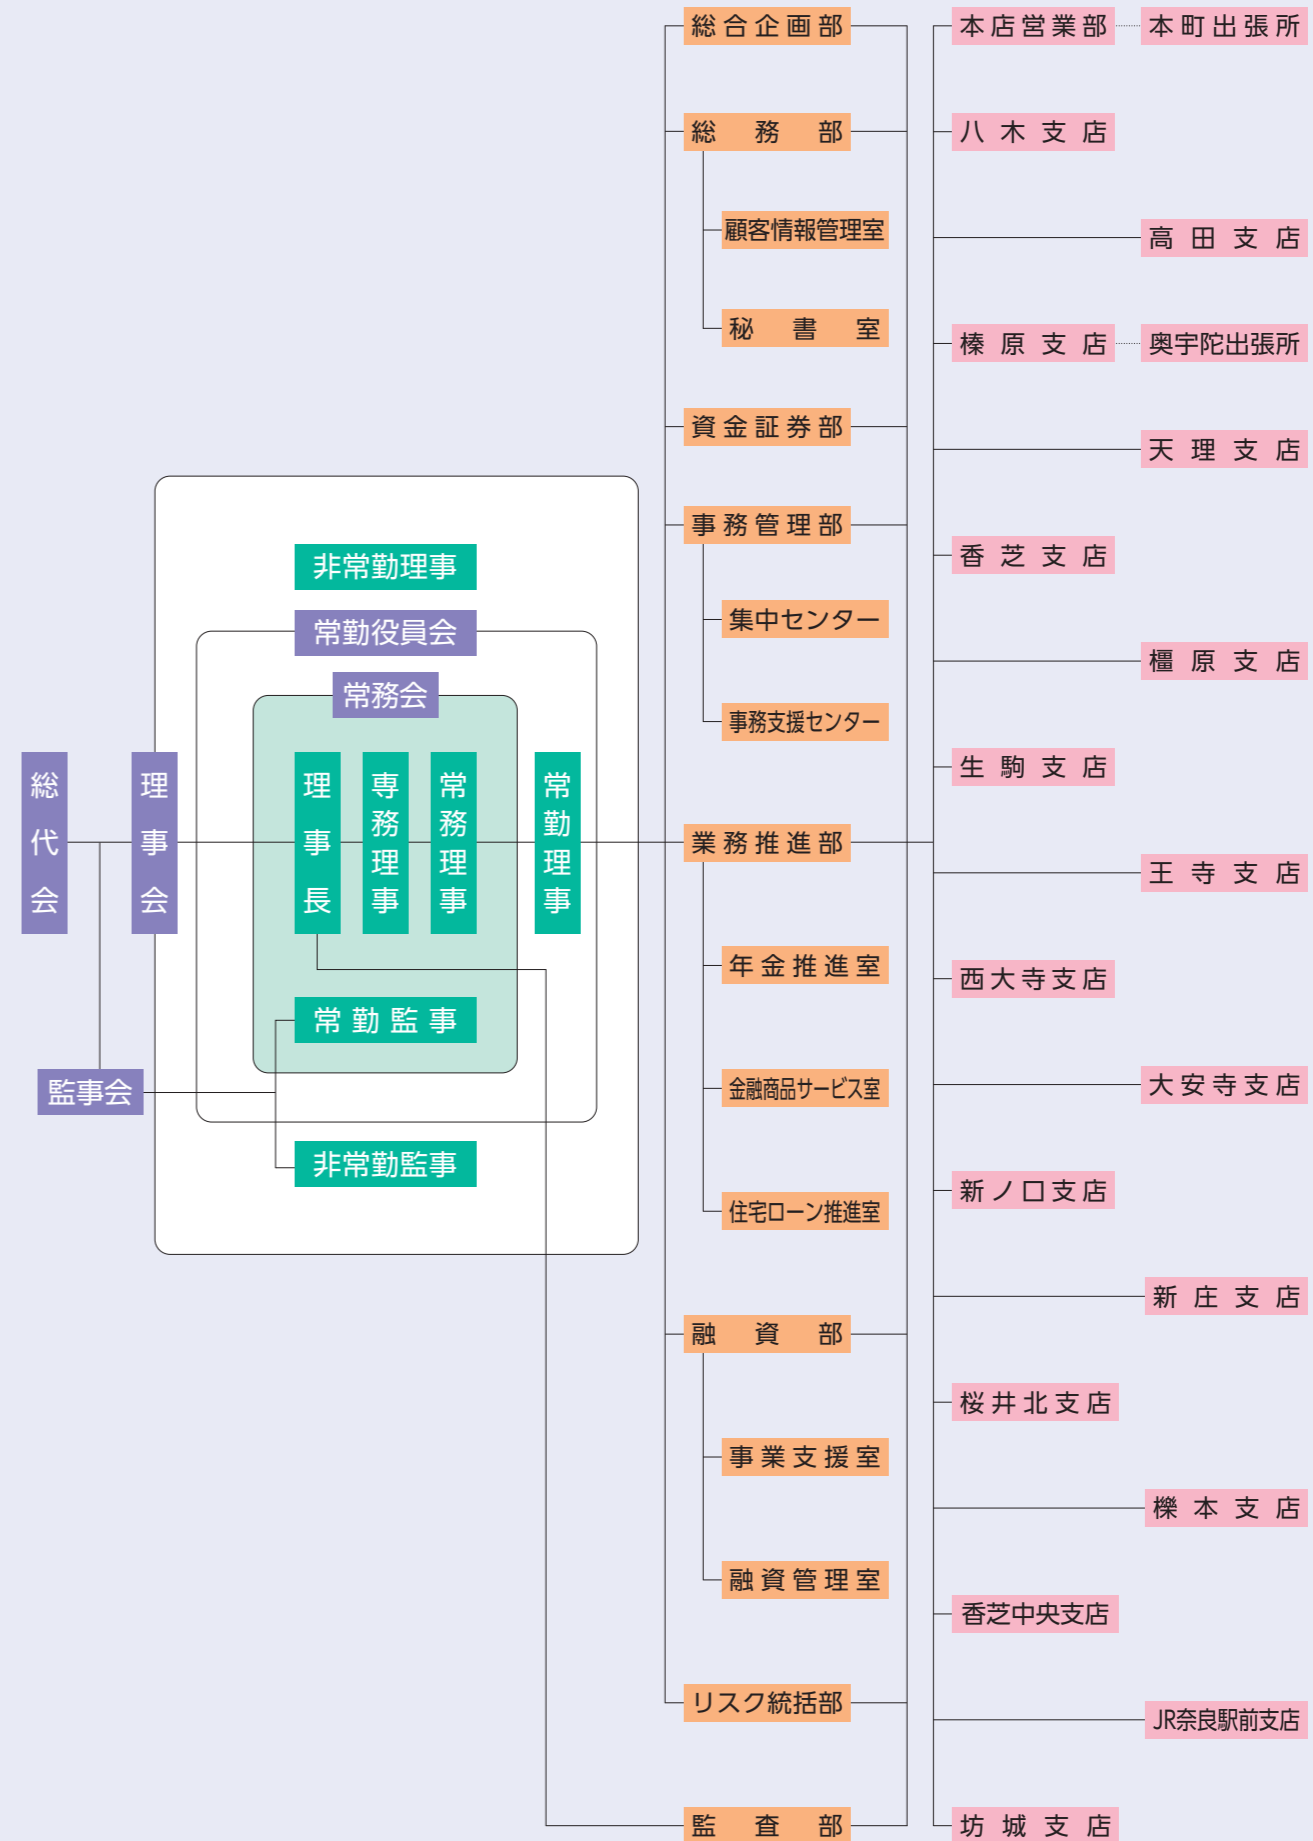 総代会
理事会
監事会
非常勤理事
常勤役員会
常務会
理事長
専務理事
常務理事
常勤理事
常勤監事
非常勤監事
総合企画部
総務部
顧客情報管理室
秘書室
資金証券部
事務管理部
集中センター
事務支援センター
業務推進部
年金推進室
金融商品サービス室
住宅ローン推進室
融資部
事業支援室
融資管理室
リスク統括部
監査部
本店営業部 本町出張所
八木支店
高田支店
榛原支店 奥宇陀出張所
天理支店
香芝支店
橿原支店
生駒支店
王寺支店
西大寺支店
大安寺支店
新ノ口支店
新庄支店
桜井北支店
櫟本支店
香芝中央支店
JR奈良駅前支店
坊城支店